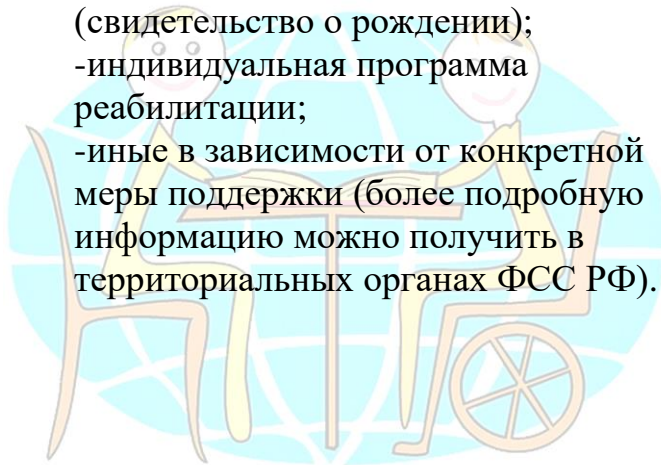 (свидетельство о рождении);
-индивидуальная программа
реабилитации;
-иные в зависимости от конкретной
меры поддержки (более подробную
информацию можно получить в
территориальных органах ФСС РФ).